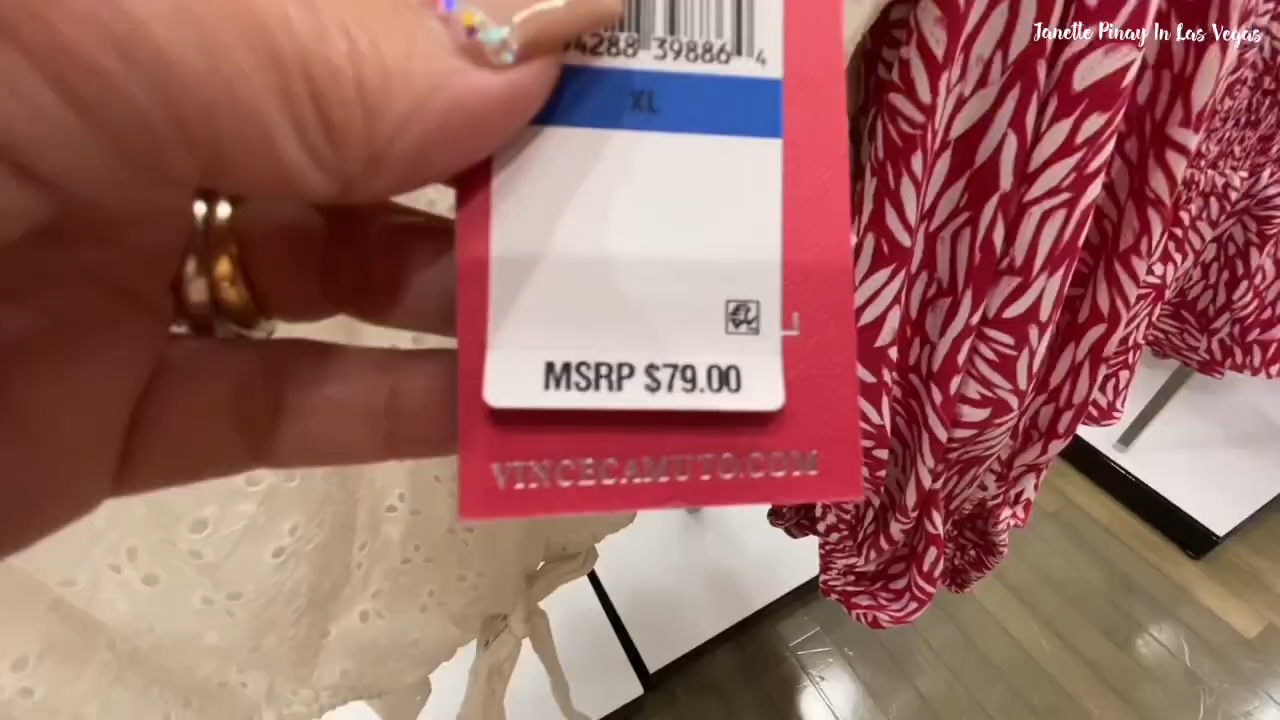 Janette Pinay In Las Vegas
94288 39886 4
XL
MSRP $79.00
VINCECAMUTO.COM